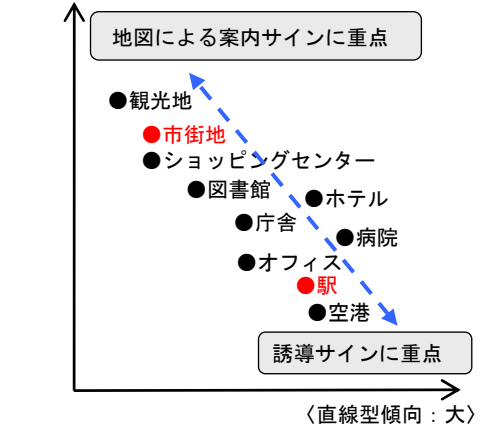 地図による案内サインに重点
●観光地
●市街地
●ショッピングセンター
●図書館
●ホテル
●庁舎
●病院
●オフィス
●駅
●空港
誘導サインに重点
〈直線型傾向：大〉